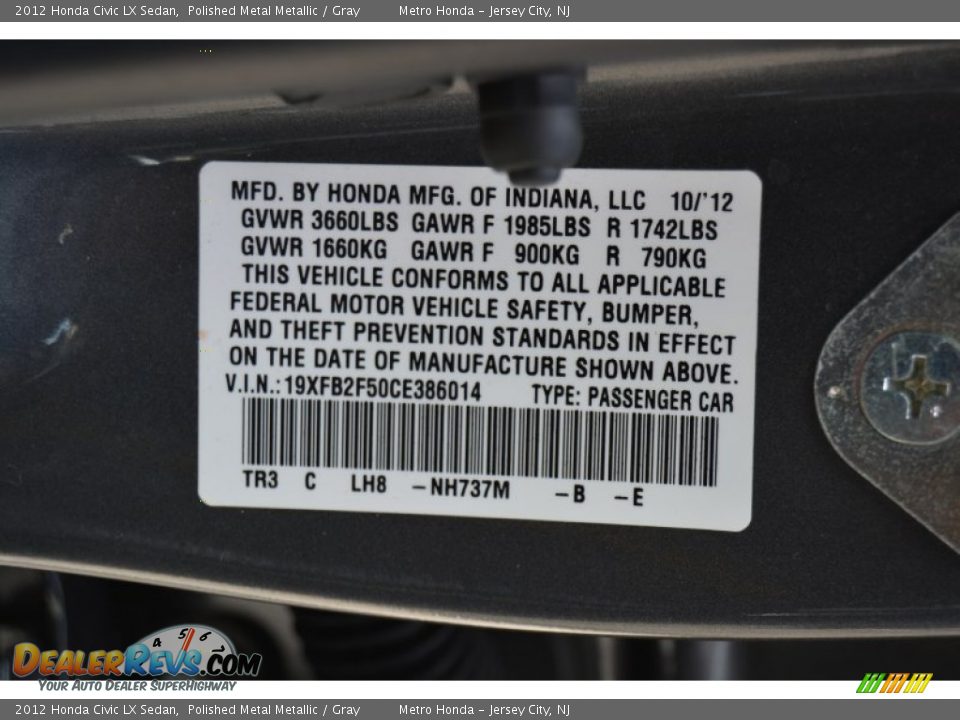 2012 Honda Civic LX Sedan, Polished Metal Metallic / Gray Metro Honda - Jersey City, NJ
MFD. BY HONDA MFG. OF INDIANA, LLC 10/'12
GVWR 3660LBS GAWR F 1985LBS R 1742LBS
GVWR 1660KG GAWR F 900KG R 790KG
THIS VEHICLE CONFORMS TO ALL APPLICABLE
FEDERAL MOTOR VEHICLE SAFETY, BUMPER,
AND THEFT PREVENTION STANDARDS IN EFFECT
ON THE DATE OF MANUFACTURE SHOWN ABOVE.
V.I.N.:19XFB2F50CE386014 TYPE: PASSENGER CAR
TR3 C LH8 -NH737M -B -E
4 5 6
DEALERREVS.COM
YOUR AUTO DEALER SUPERHIGHWAY
2012 Honda Civic LX Sedan, Polished Metal Metallic / Gray Metro Honda - Jersey City, NJ